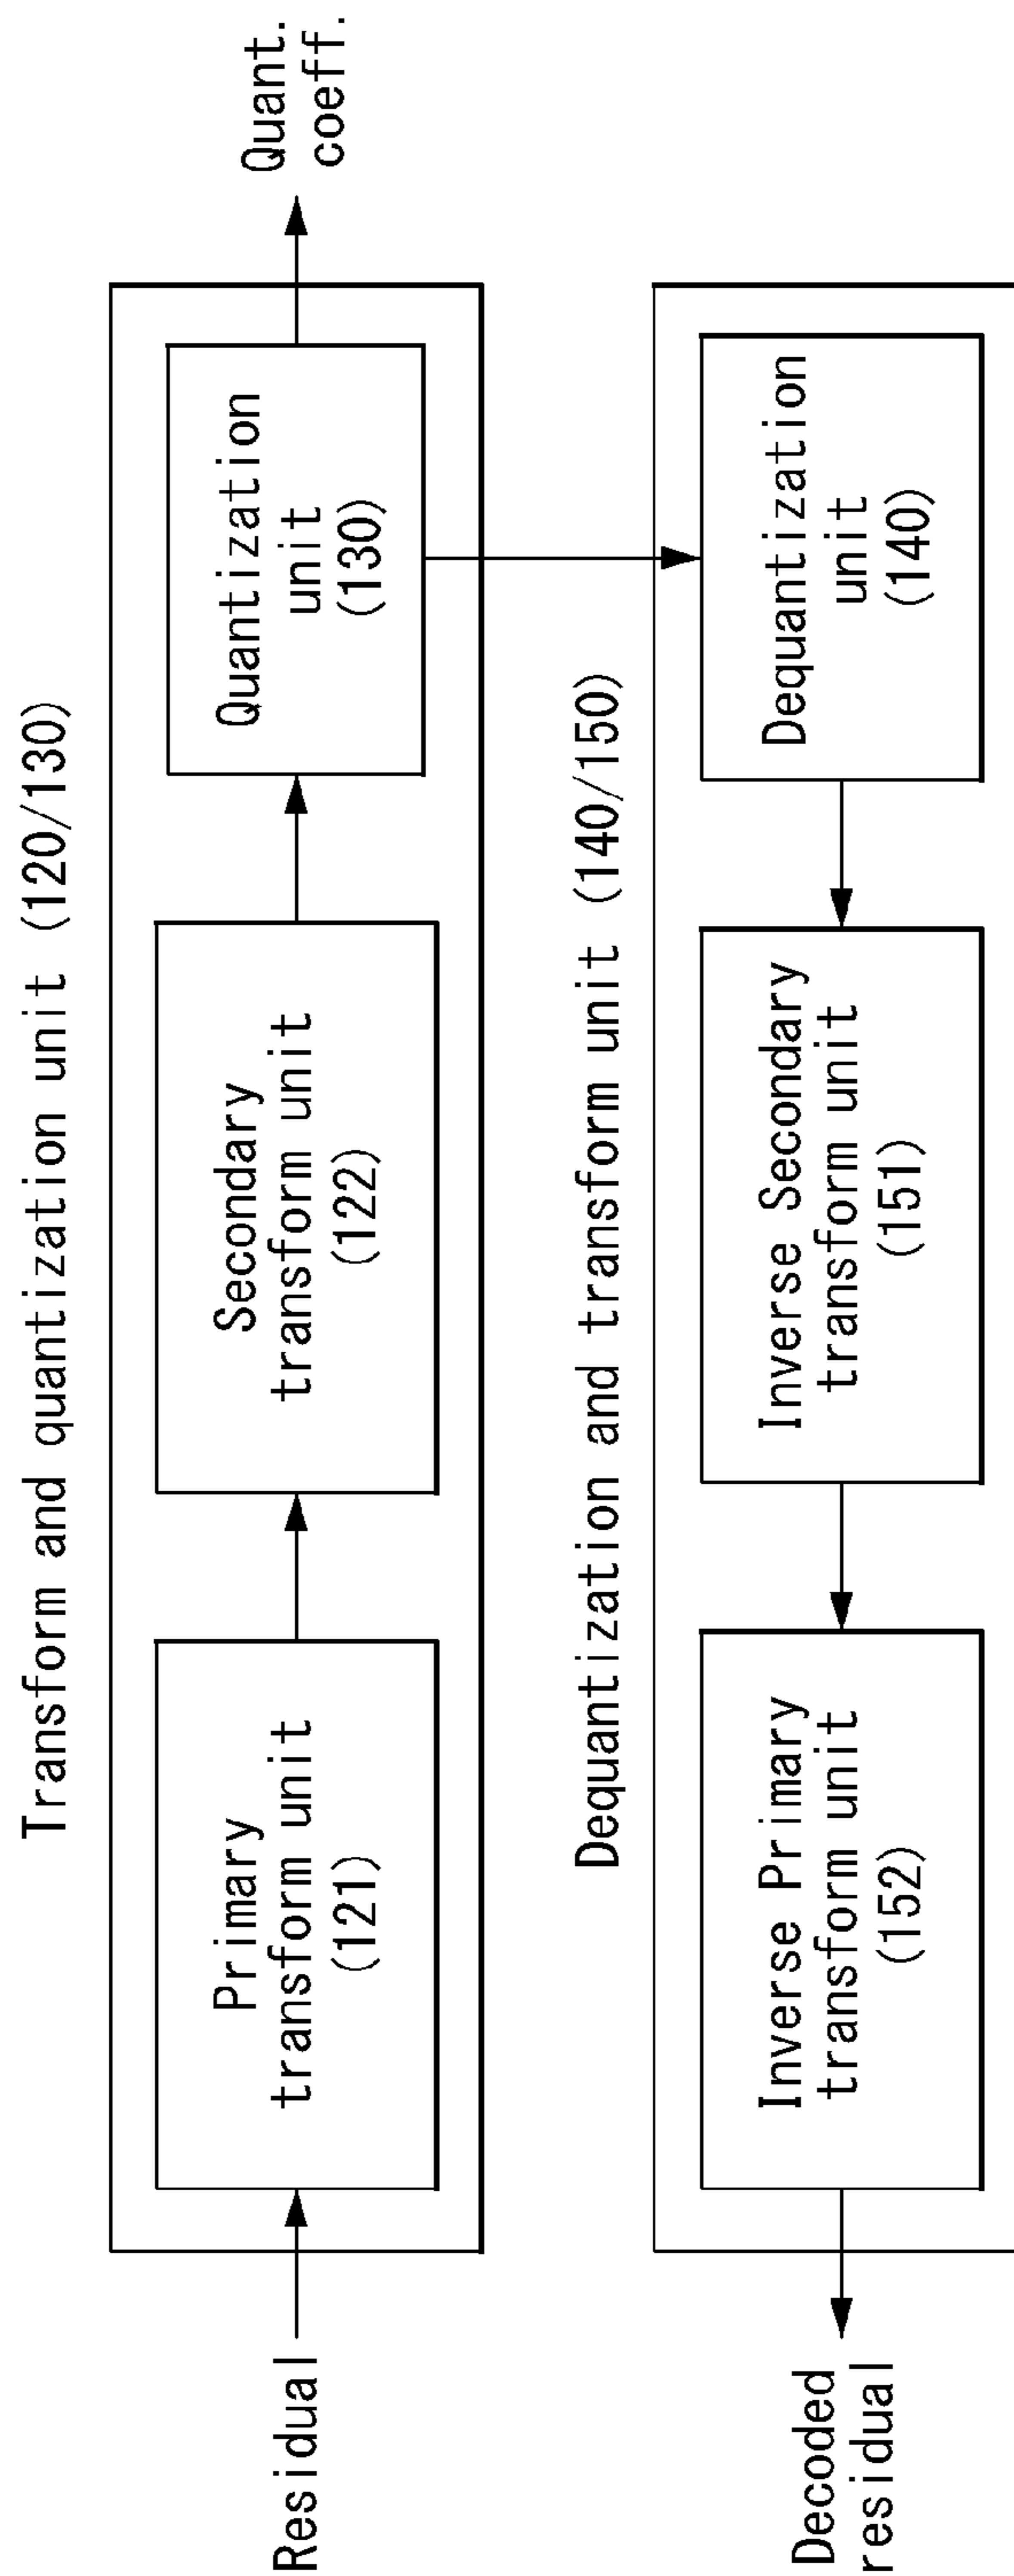 Transform and quantization unit (120/130)
Residual
Primary
transform unit
(121)
Secondary
transform unit
(122)
Quantization
unit
(130)
Quant.
coeff.
Dequantization and transform unit (140/150)
Decoded
residual
Inverse Primary
transform unit
(152)
Inverse Secondary
transform unit
(151)
Dequantization
unit
(140)